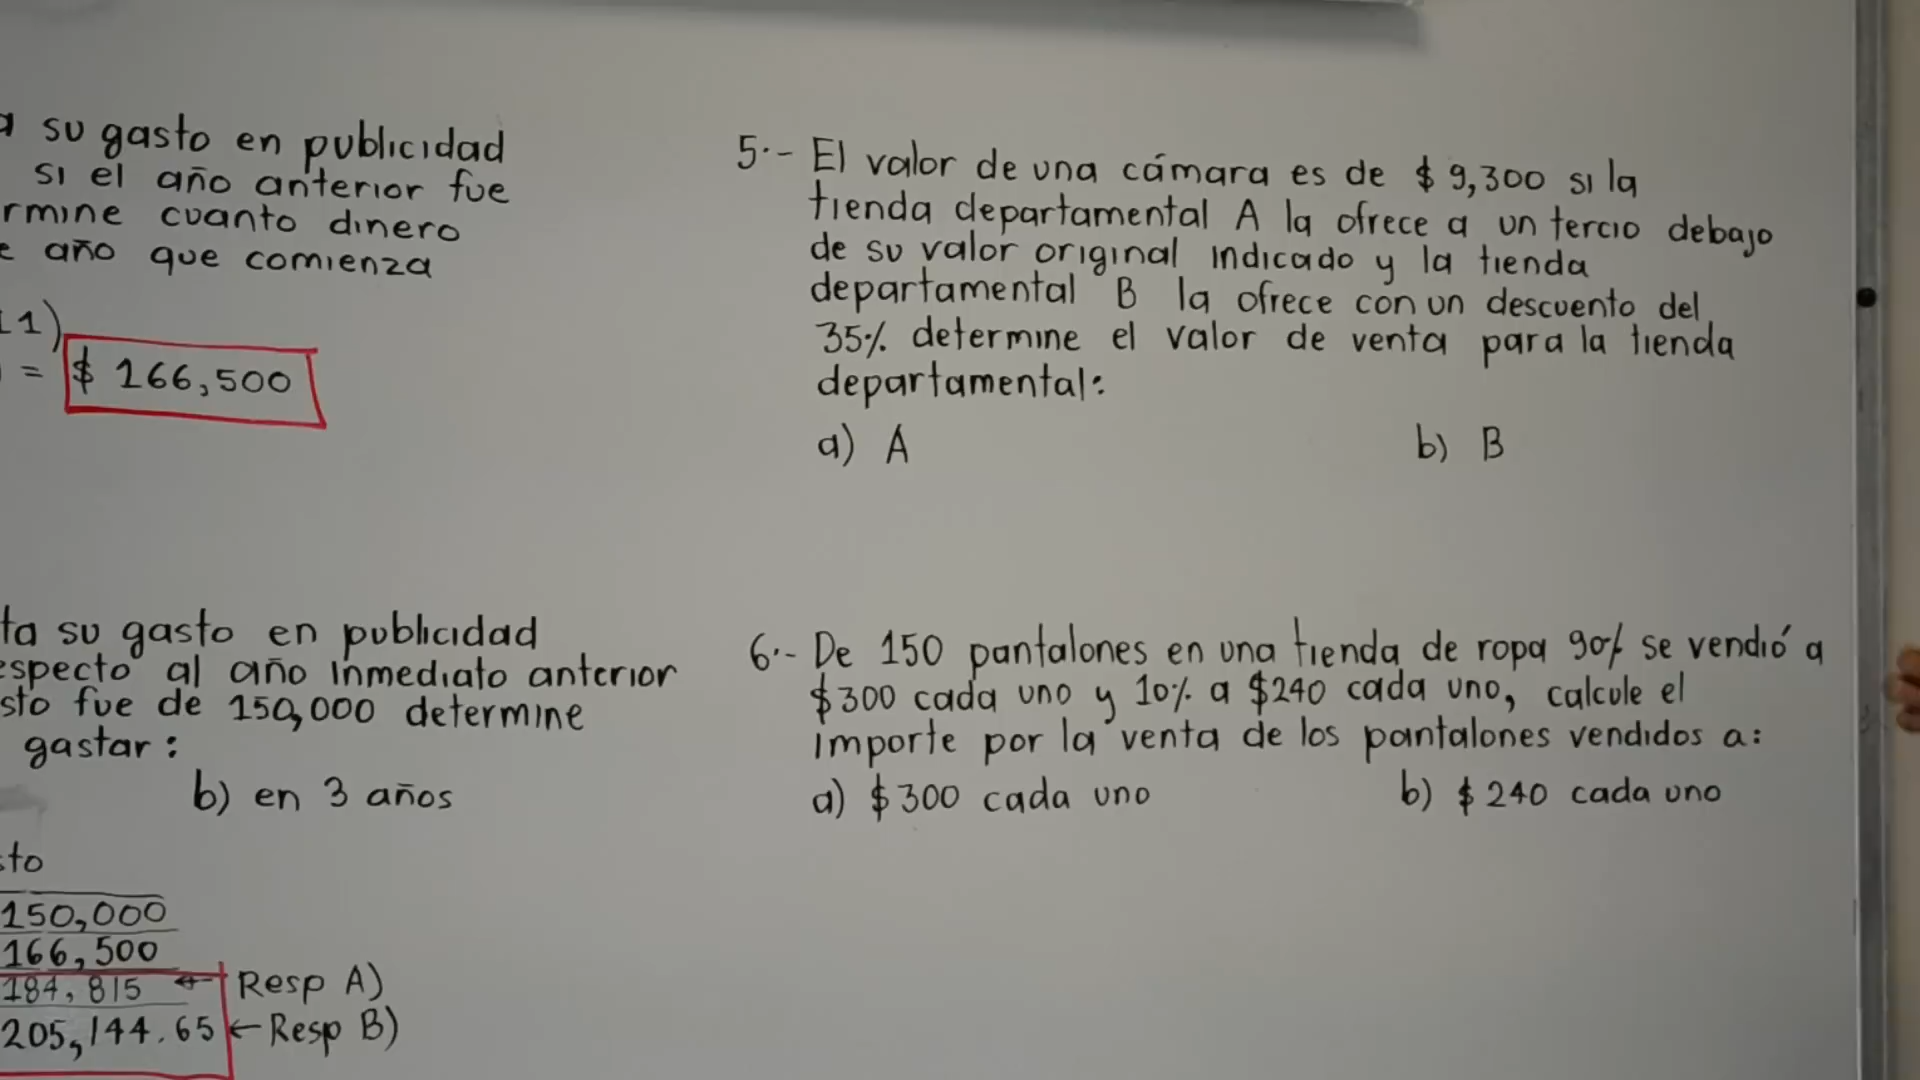 su gasto en publicidad
si el año anterior fue
rmine cuanto dinero
año que comienza
1)
= $ 166,500
5.- El valor de una cámara es de $ 9,300 si la
tienda departamental A la ofrece a un tercio debajo
de su valor original indicado y la tienda
departamental B la ofrece con un descuento del
35% determine el valor de venta para la tienda
departamental:
a) A b) B
ta su gasto en publicidad
especto al año inmediato anterior
sto fue de 150,000 determine
gastar:
b) en 3 años
sto
150,000
166,500
184,815 ← Resp A)
205,144.65 ← Resp B)
6.- De 150 pantalones en una tienda de ropa 90% se vendió a
$300 cada uno y 10% a $240 cada uno, calcule el
importe por la venta de los pantalones vendidos a:
a) $300 cada uno b) $ 240 cada uno